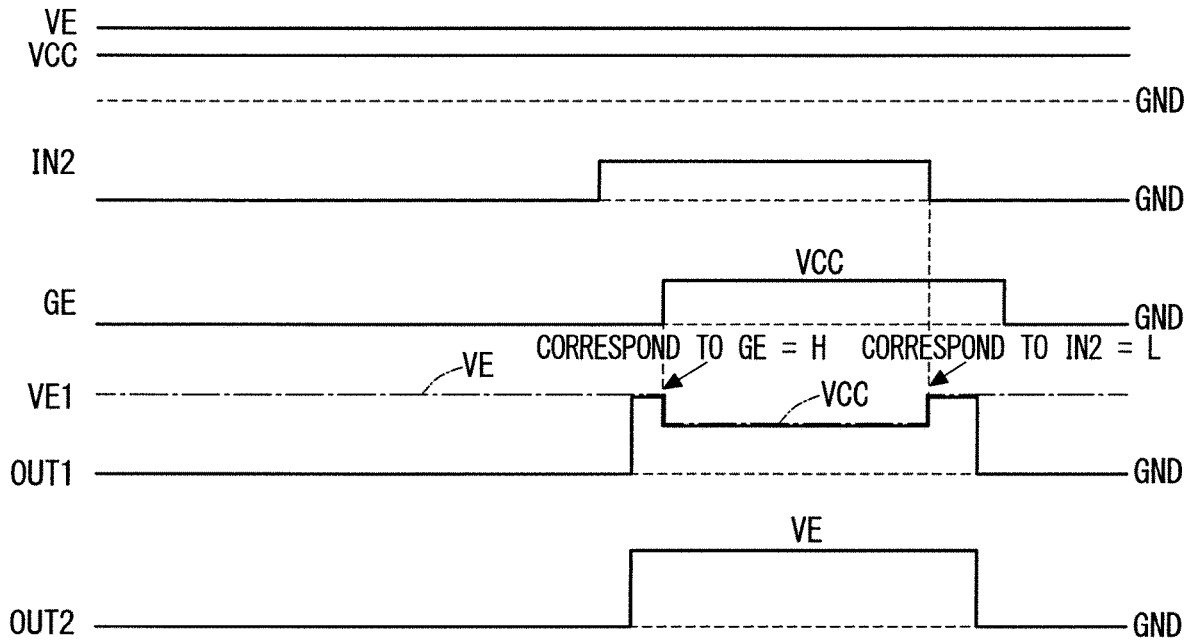 VE
VCC
GND
IN2
GND
VCC
GE
GND
CORRESPOND TO GE = H
CORRESPOND TO IN2 = L
VE
VE1
VCC
OUT1
GND
VE
OUT2
GND